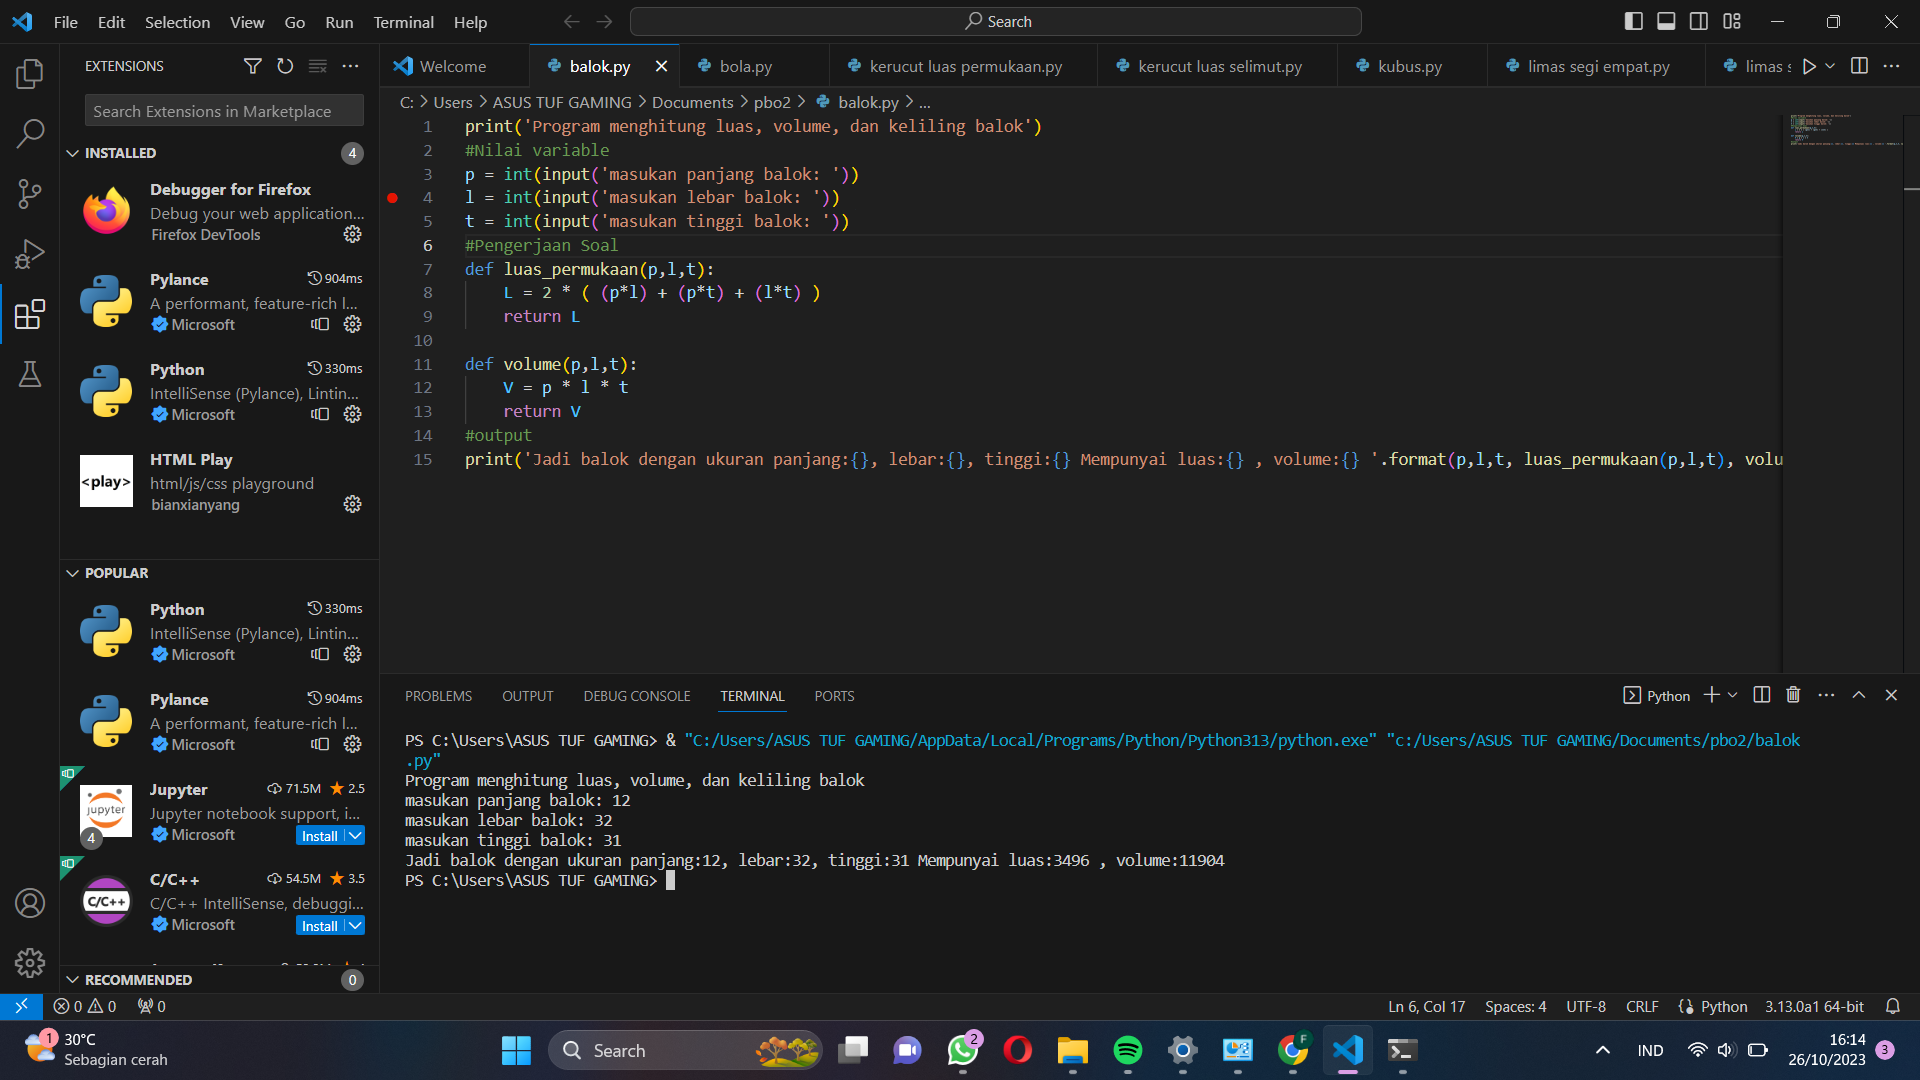 File Edit Selection View Go Run Terminal Help
Search
EXTENSIONS
Search Extensions in Marketplace
INSTALLED 4
Debugger for Firefox
Debug your web application...
Firefox DevTools
Pylance 904ms
A performant, feature-rich l...
Microsoft
Python 330ms
IntelliSense (Pylance), Lintin...
Microsoft
<play>
HTML Play
html/js/css playground
bianxianyang
POPULAR
Python 330ms
IntelliSense (Pylance), Lintin...
Microsoft
Pylance 904ms
A performant, feature-rich l...
Microsoft
jupyter
4
Jupyter 71.5M 2.5
Jupyter notebook support, i...
Microsoft Install
C/C++
C/C++ 54.5M 3.5
C/C++ IntelliSense, debuggi...
Microsoft Install
RECOMMENDED 0
Welcome balok.py bola.py kerucut luas permukaan.py kerucut luas selimut.py kubus.py limas segi empat.py limas
C: > Users > ASUS TUF GAMING > Documents > pbo2 > balok.py > ...
1 print('Program menghitung luas, volume, dan keliling balok')
2 #Nilai variable
3 p = int(input('masukan panjang balok: '))
4 l = int(input('masukan lebar balok: '))
5 t = int(input('masukan tinggi balok: '))
6 #Pengerjaan Soal
7 def luas_permukaan(p,l,t):
8 L = 2 * ( (p*l) + (p*t) + (l*t) )
9 return L
10
11 def volume(p,l,t):
12 V = p * l * t
13 return V
14 #output
15 print('Jadi balok dengan ukuran panjang:{}, lebar:{}, tinggi:{} Mempunyai luas:{} , volume:{} '.format(p,l,t, luas_permukaan(p,l,t), volu
PROBLEMS OUTPUT DEBUG CONSOLE TERMINAL PORTS
Python
PS C:\Users\ASUS TUF GAMING> & "C:/Users/ASUS TUF GAMING/AppData/Local/Programs/Python/Python313/python.exe" "c:/Users/ASUS TUF GAMING/Documents/pbo2/balok
.py"
Program menghitung luas, volume, dan keliling balok
masukan panjang balok: 12
masukan lebar balok: 32
masukan tinggi balok: 31
Jadi balok dengan ukuran panjang:12, lebar:32, tinggi:31 Mempunyai luas:3496 , volume:11904
PS C:\Users\ASUS TUF GAMING>
0 0 0
Ln 6, Col 17 Spaces: 4 UTF-8 CRLF Python 3.13.0a1 64-bit
1
30°C
Sebagian cerah
Search
2
F
IND
16:14
26/10/2023
3